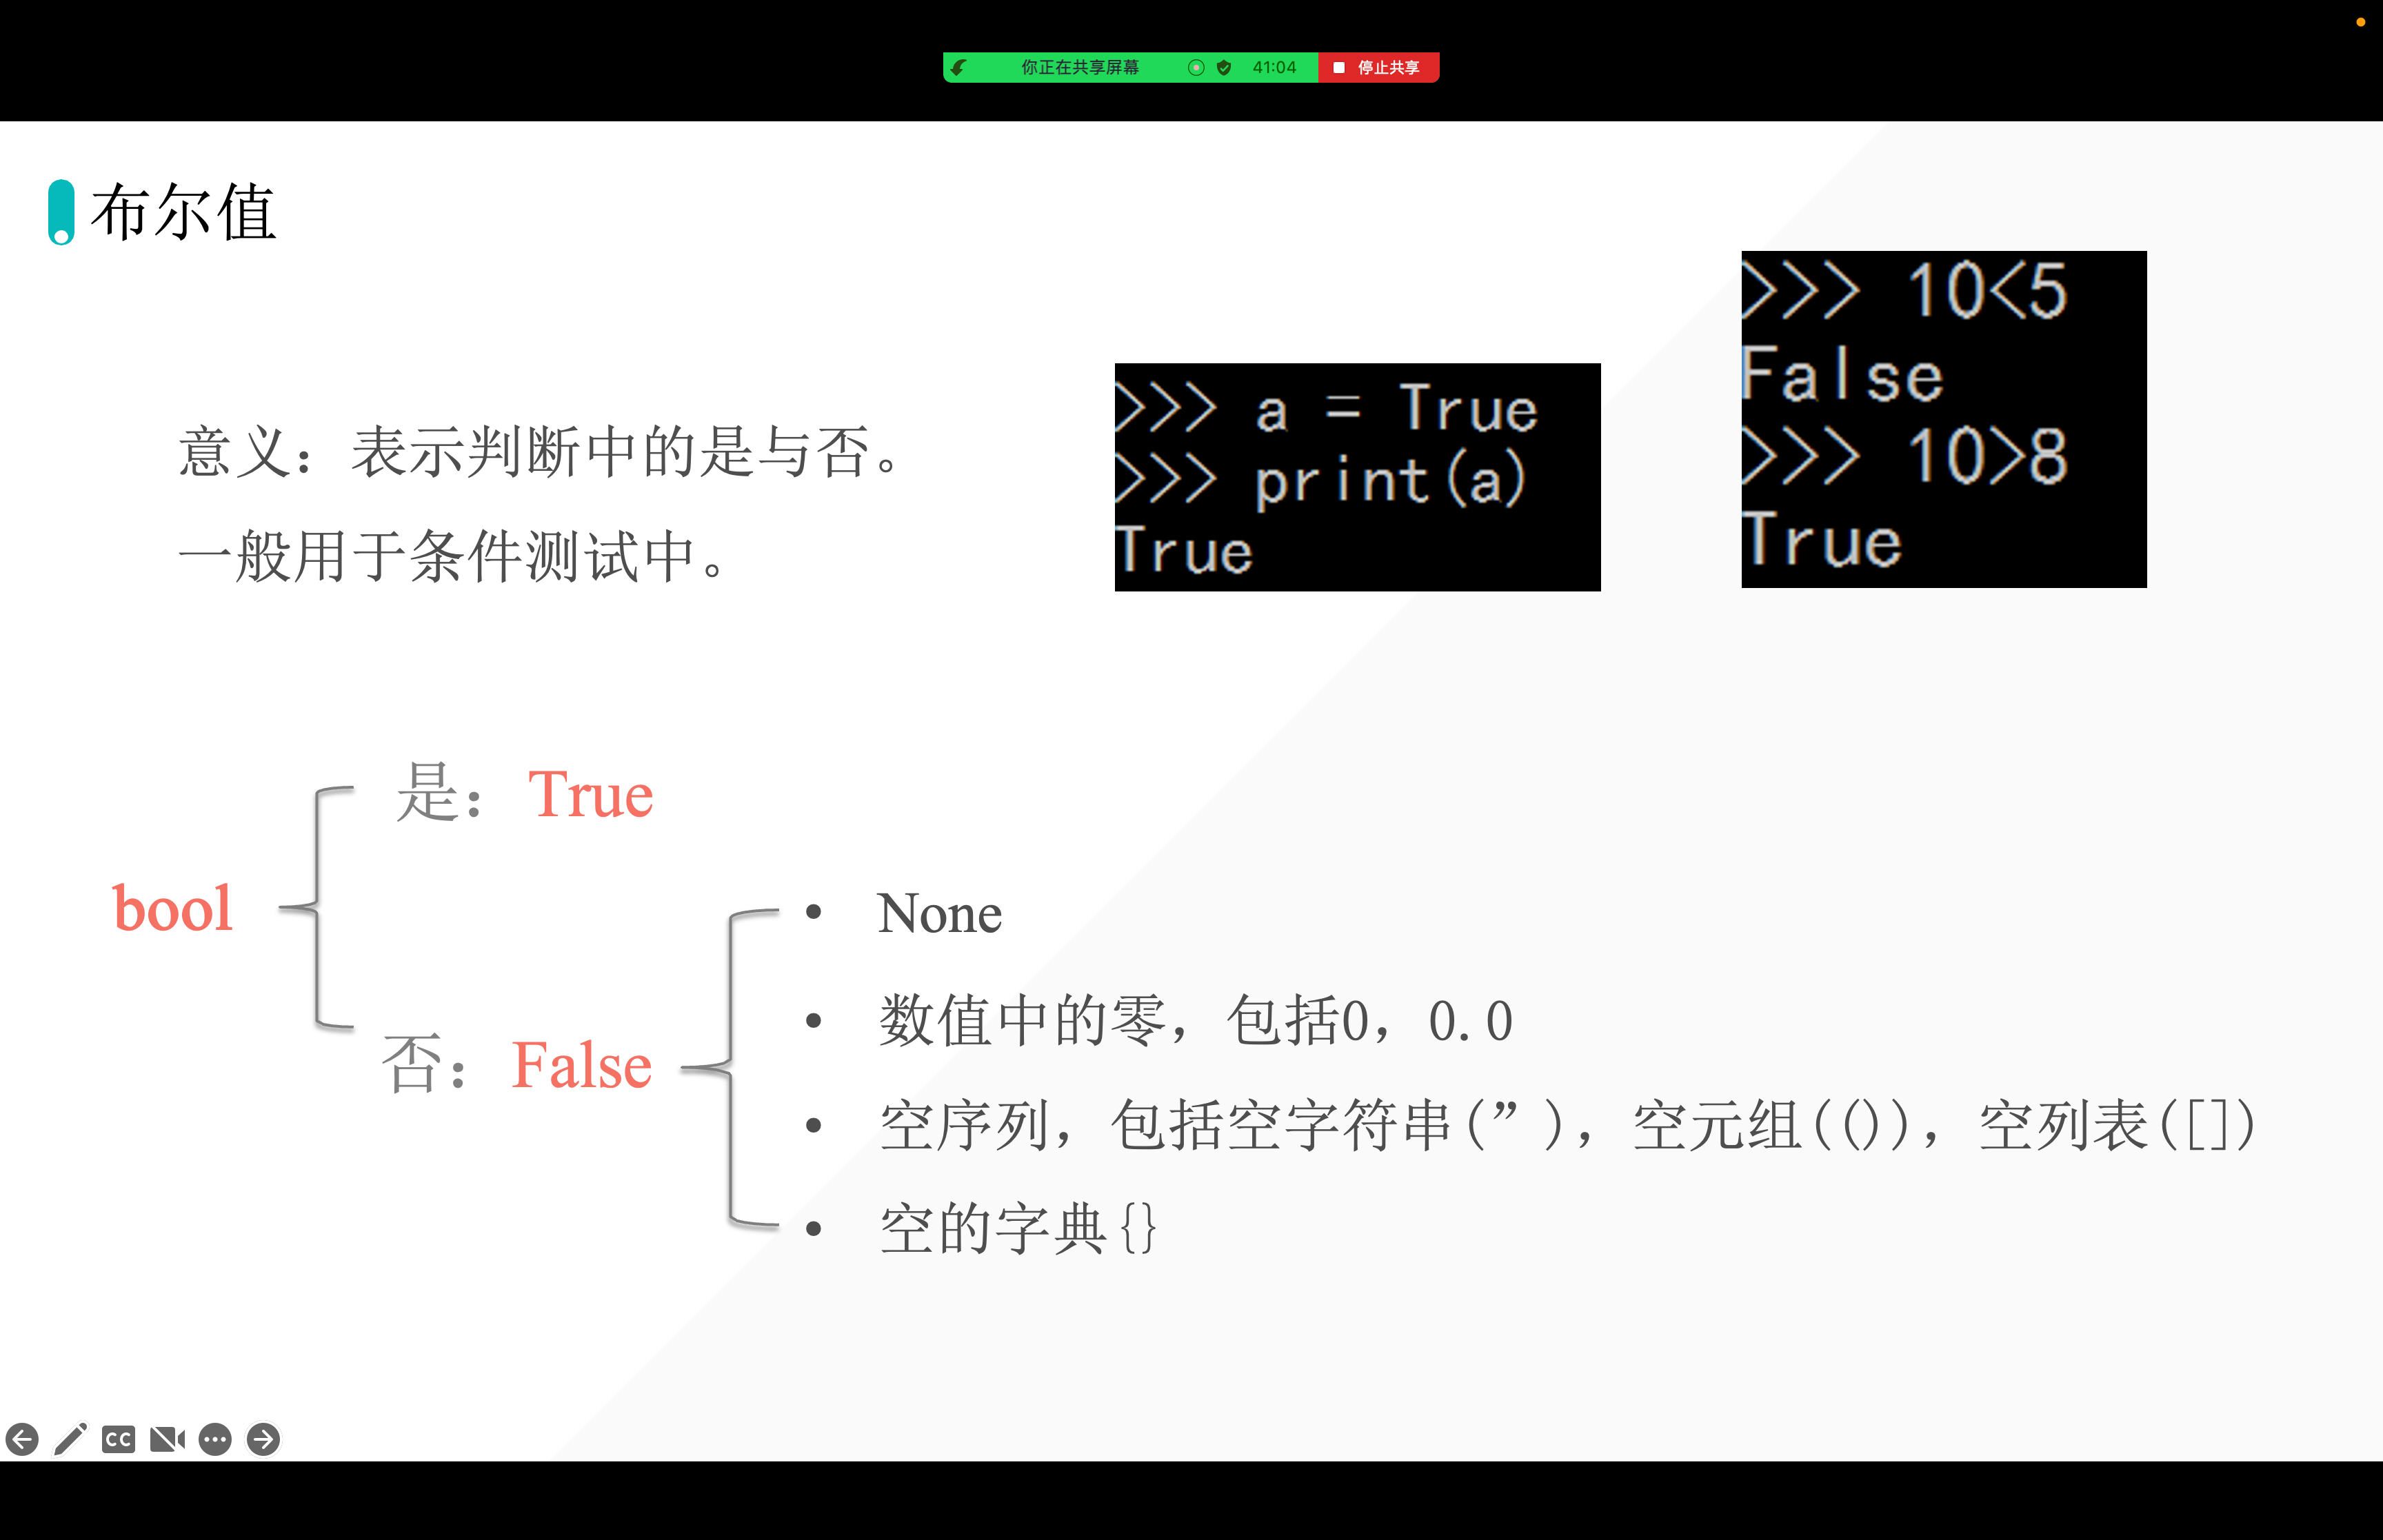 你正在共享屏幕 41:04 停止共享
布尔值
意义：表示判断中的是与否。
一般用于条件测试中。
>>> a = True
>>> print(a)
True
>>> 10<5
False
>>> 10>8
True
bool
是：True
否：False
• None
• 数值中的零，包括0，0.0
• 空序列，包括空字符串(”)，空元组(())，空列表([])
• 空的字典{}
CC